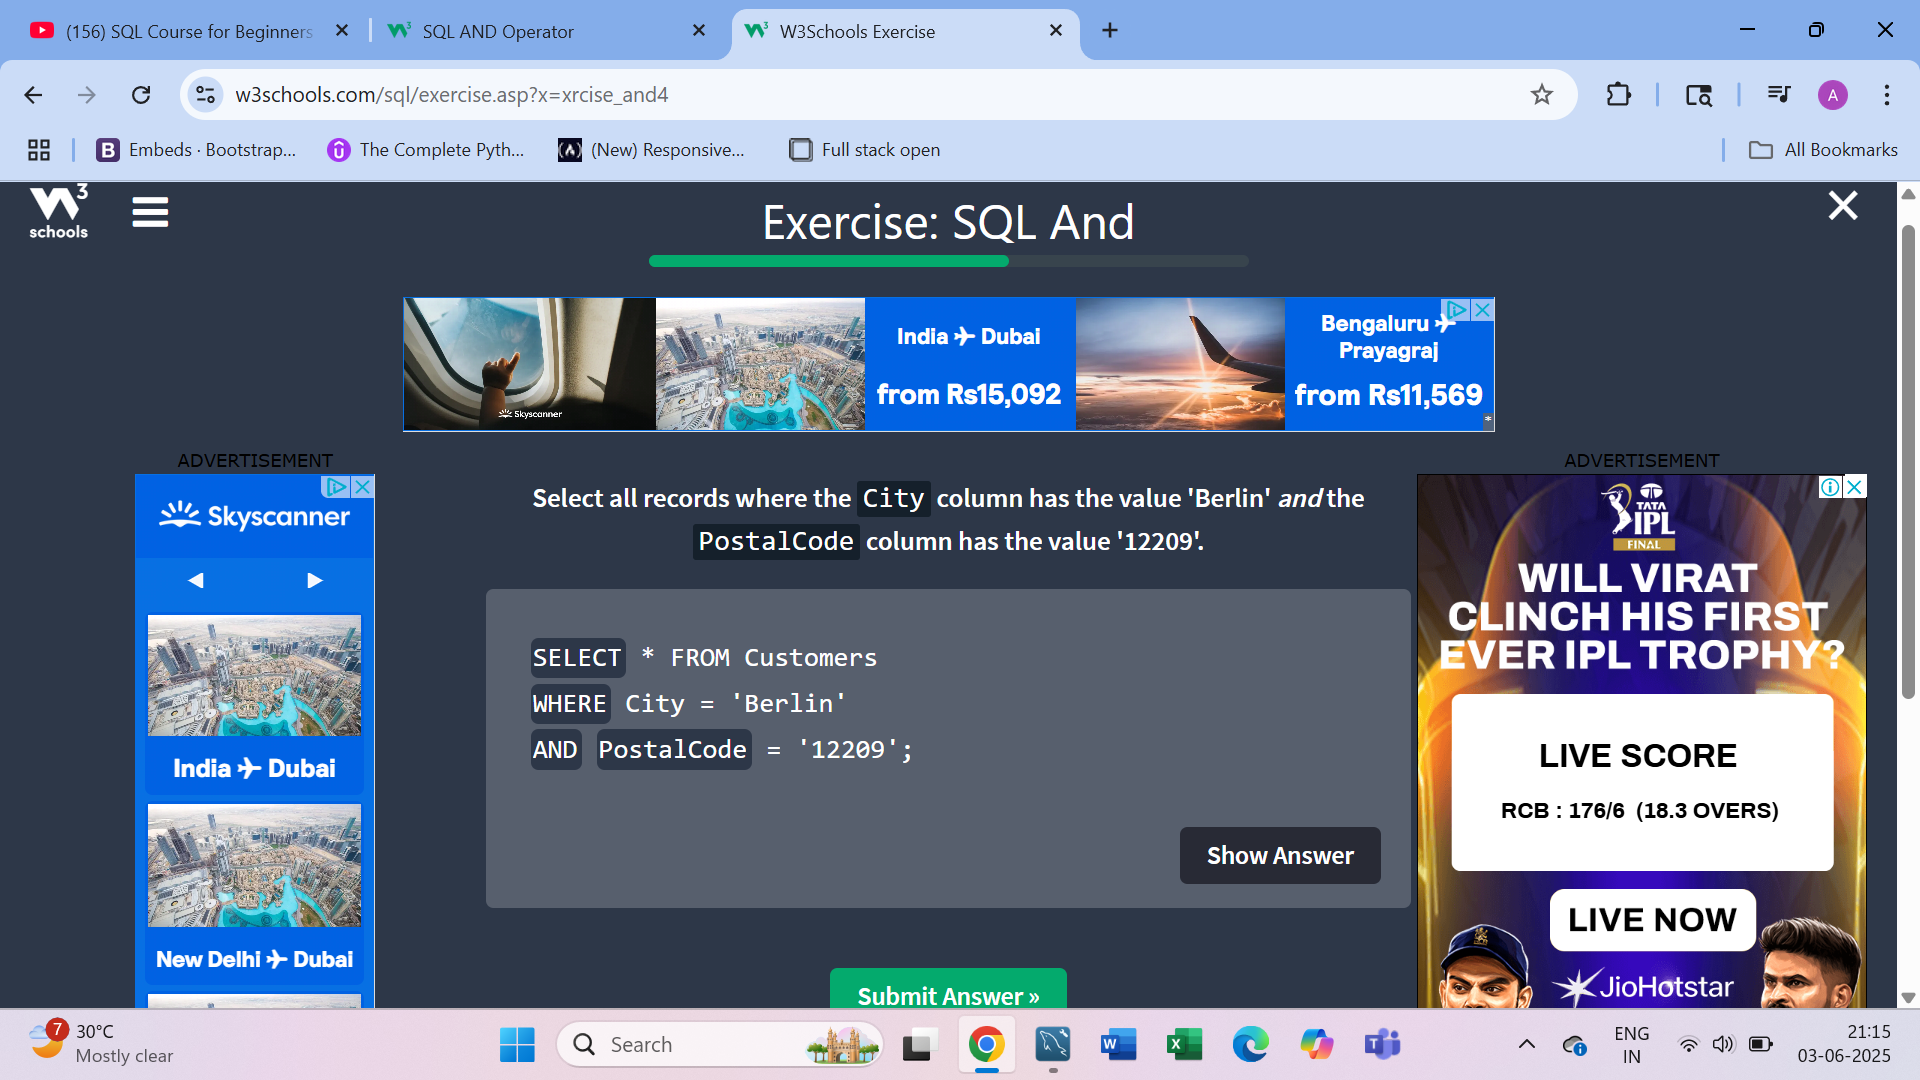 (156) SQL Course for Beginners
SQL AND Operator
W3Schools Exercise
w3schools.com/sql/exercise.asp?x=xrcise_and4
A
Embeds · Bootstrap...
The Complete Pyth...
(New) Responsive...
Full stack open
All Bookmarks
W3
schools
Exercise: SQL And
Skyscanner
India ✈ Dubai
from Rs15,092
Bengaluru ✈
Prayagraj
from Rs11,569
ADVERTISEMENT
Skyscanner
India ✈ Dubai
New Delhi ✈ Dubai
Select all records where the City column has the value 'Berlin' and the
PostalCode column has the value '12209'.
SELECT * FROM Customers
WHERE City = 'Berlin'
AND PostalCode = '12209';
Show Answer
Submit Answer »
ADVERTISEMENT
TATA
IPL
FINAL
WILL VIRAT
CLINCH HIS FIRST
EVER IPL TROPHY?
LIVE SCORE
RCB : 176/6 (18.3 OVERS)
LIVE NOW
JioHotstar
7
30°C
Mostly clear
Search
ENG
IN
21:15
03-06-2025